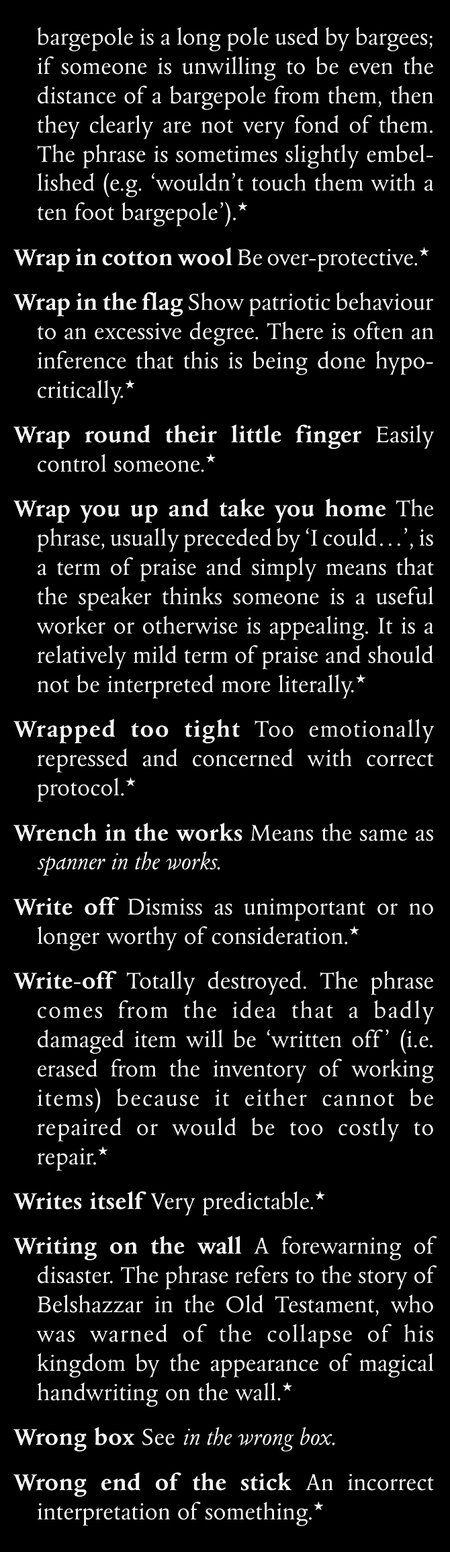 bargepole is a long pole used by bargees;
if someone is unwilling to be even the
distance of a bargepole from them, then
they clearly are not very fond of them.
The phrase is sometimes slightly embel-
lished (e.g. ‘wouldn’t touch them with a
ten foot bargepole’).★
Wrap in cotton wool Be over-protective.★
Wrap in the flag Show patriotic behaviour
to an excessive degree. There is often an
inference that this is being done hypo-
critically.★
Wrap round their little finger Easily
control someone.★
Wrap you up and take you home The
phrase, usually preceded by ‘I could…’, is
a term of praise and simply means that
the speaker thinks someone is a useful
worker or otherwise is appealing. It is a
relatively mild term of praise and should
not be interpreted more literally.★
Wrapped too tight Too emotionally
repressed and concerned with correct
protocol.★
Wrench in the works Means the same as
spanner in the works.
Write off Dismiss as unimportant or no
longer worthy of consideration.★
Write-off Totally destroyed. The phrase
comes from the idea that a badly
damaged item will be ‘written off’ (i.e.
erased from the inventory of working
items) because it either cannot be
repaired or would be too costly to
repair.★
Writes itself Very predictable.★
Writing on the wall A forewarning of
disaster. The phrase refers to the story of
Belshazzar in the Old Testament, who
was warned of the collapse of his
kingdom by the appearance of magical
handwriting on the wall.★
Wrong box See in the wrong box.
Wrong end of the stick An incorrect
interpretation of something.★